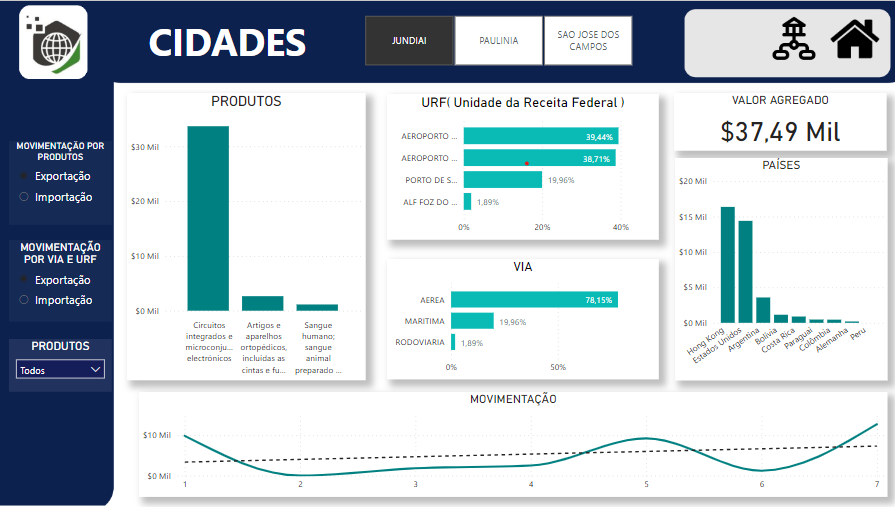 CIDADES
JUNDIAI
PAULINIA
SAO JOSE DOS
CAMPOS
MOVIMENTAÇÃO POR
PRODUTOS
Exportação
Importação
MOVIMENTAÇÃO
POR VIA E URF
Exportação
Importação
PRODUTOS
Todos
PRODUTOS
$30 Mil
$20 Mil
$10 Mil
$0 Mil
Circuitos
integrados e
microconju...
electrónicos
Artigos e
aparelhos
ortopédicos,
incluídas as
cintas e fu...
Sangue
humano;
sangue
animal
preparado ...
URF( Unidade da Receita Federal )
AEROPORTO ... 39,44%
AEROPORTO ... 38,71%
PORTO DE S... 19,96%
ALF FOZ DO ... 1,89%
0% 20% 40%
VIA
AEREA 78,15%
MARITIMA 19,96%
RODOVIARIA 1,89%
0% 50%
VALOR AGREGADO
$37,49 Mil
PAÍSES
$20 Mil
$15 Mil
$10 Mil
$5 Mil
$0 Mil
Hong Kong
Estados Unidos
Argentina
Bolívia
Costa Rica
Paraguai
Colômbia
Alemanha
Peru
MOVIMENTAÇÃO
$10 Mil
$0 Mil
1 2 3 4 5 6 7